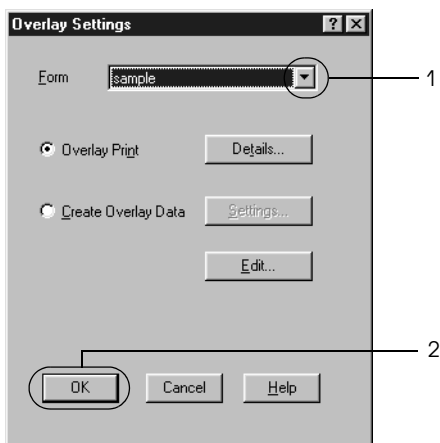 Overlay Settings
Form sample 1
Overlay Print Details...
Create Overlay Data Settings...
Edit...
2
OK Cancel Help